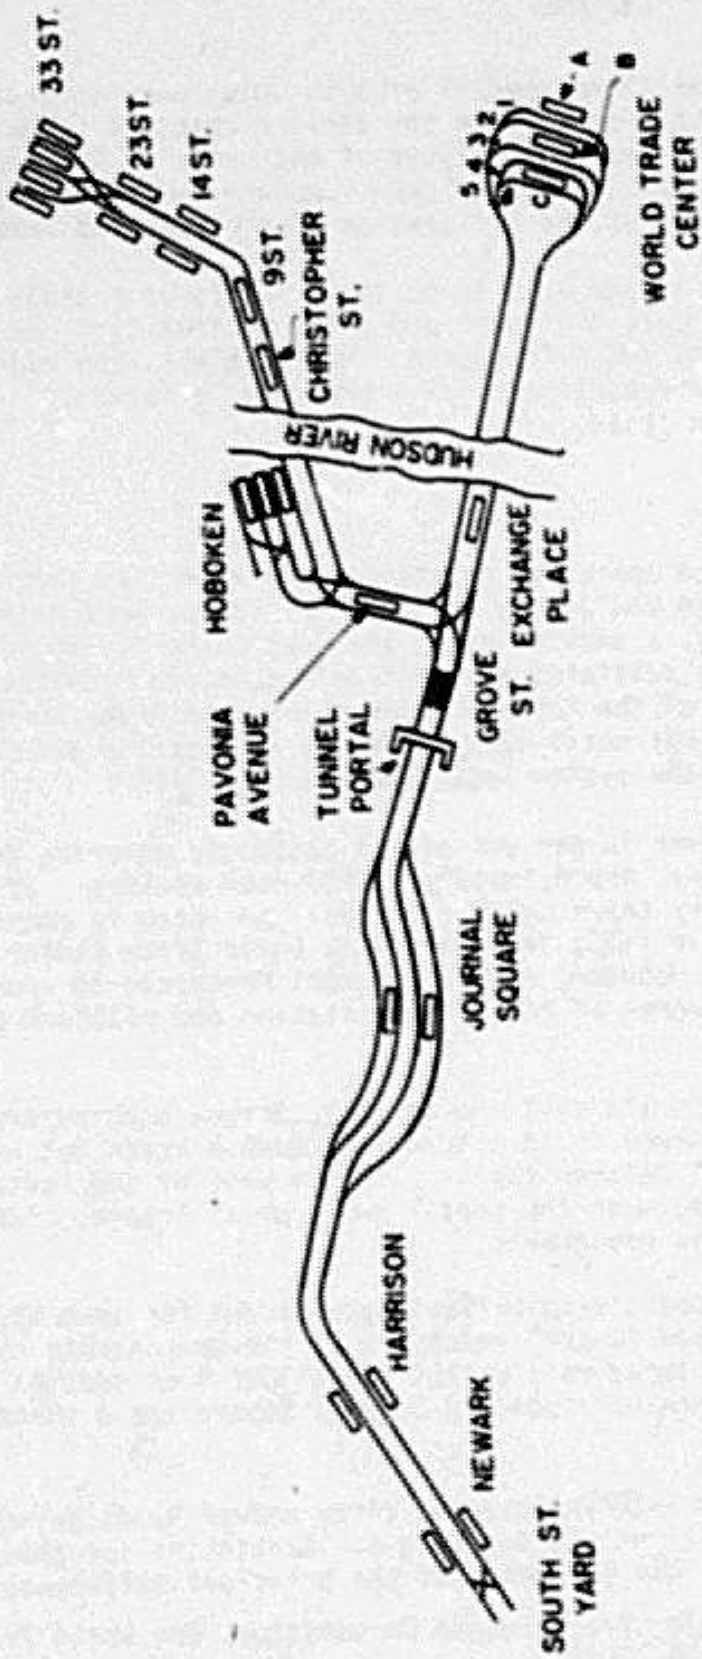 33 ST.
23 ST.
14 ST.
9 ST.
CHRISTOPHER
ST.
HUDSON RIVER
HOBOKEN
PAVONIA
AVENUE
TUNNEL
PORTAL
GROVE
ST.
EXCHANGE
PLACE
5 4 3 2 1
A
B
C
WORLD TRADE
CENTER
JOURNAL
SQUARE
HARRISON
NEWARK
SOUTH ST.
YARD